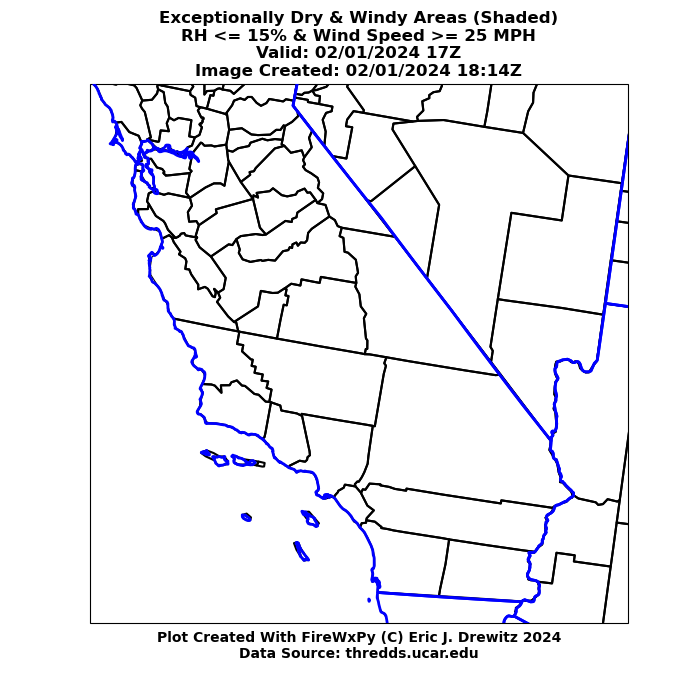 Exceptionally Dry & Windy Areas (Shaded)
RH <= 15% & Wind Speed >= 25 MPH
Valid: 02/01/2024 17Z
Image Created: 02/01/2024 18:14Z
Plot Created With FireWxPy (C) Eric J. Drewitz 2024
Data Source: thredds.ucar.edu